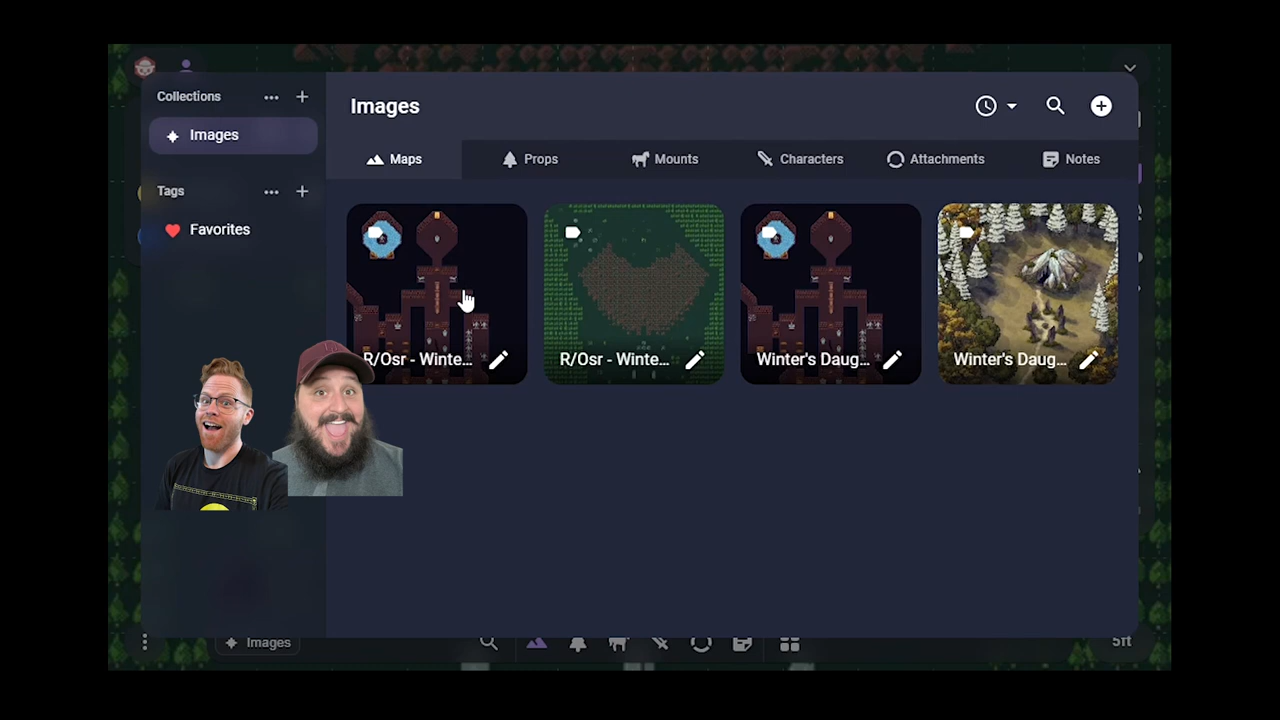 Collections
Images
Images
Maps
Props
Mounts
Characters
Attachments
Notes
Tags
Favorites
R/Osr - Winte...
R/Osr - Winte...
Winter's Daug...
Winter's Daug...
Images
5ft